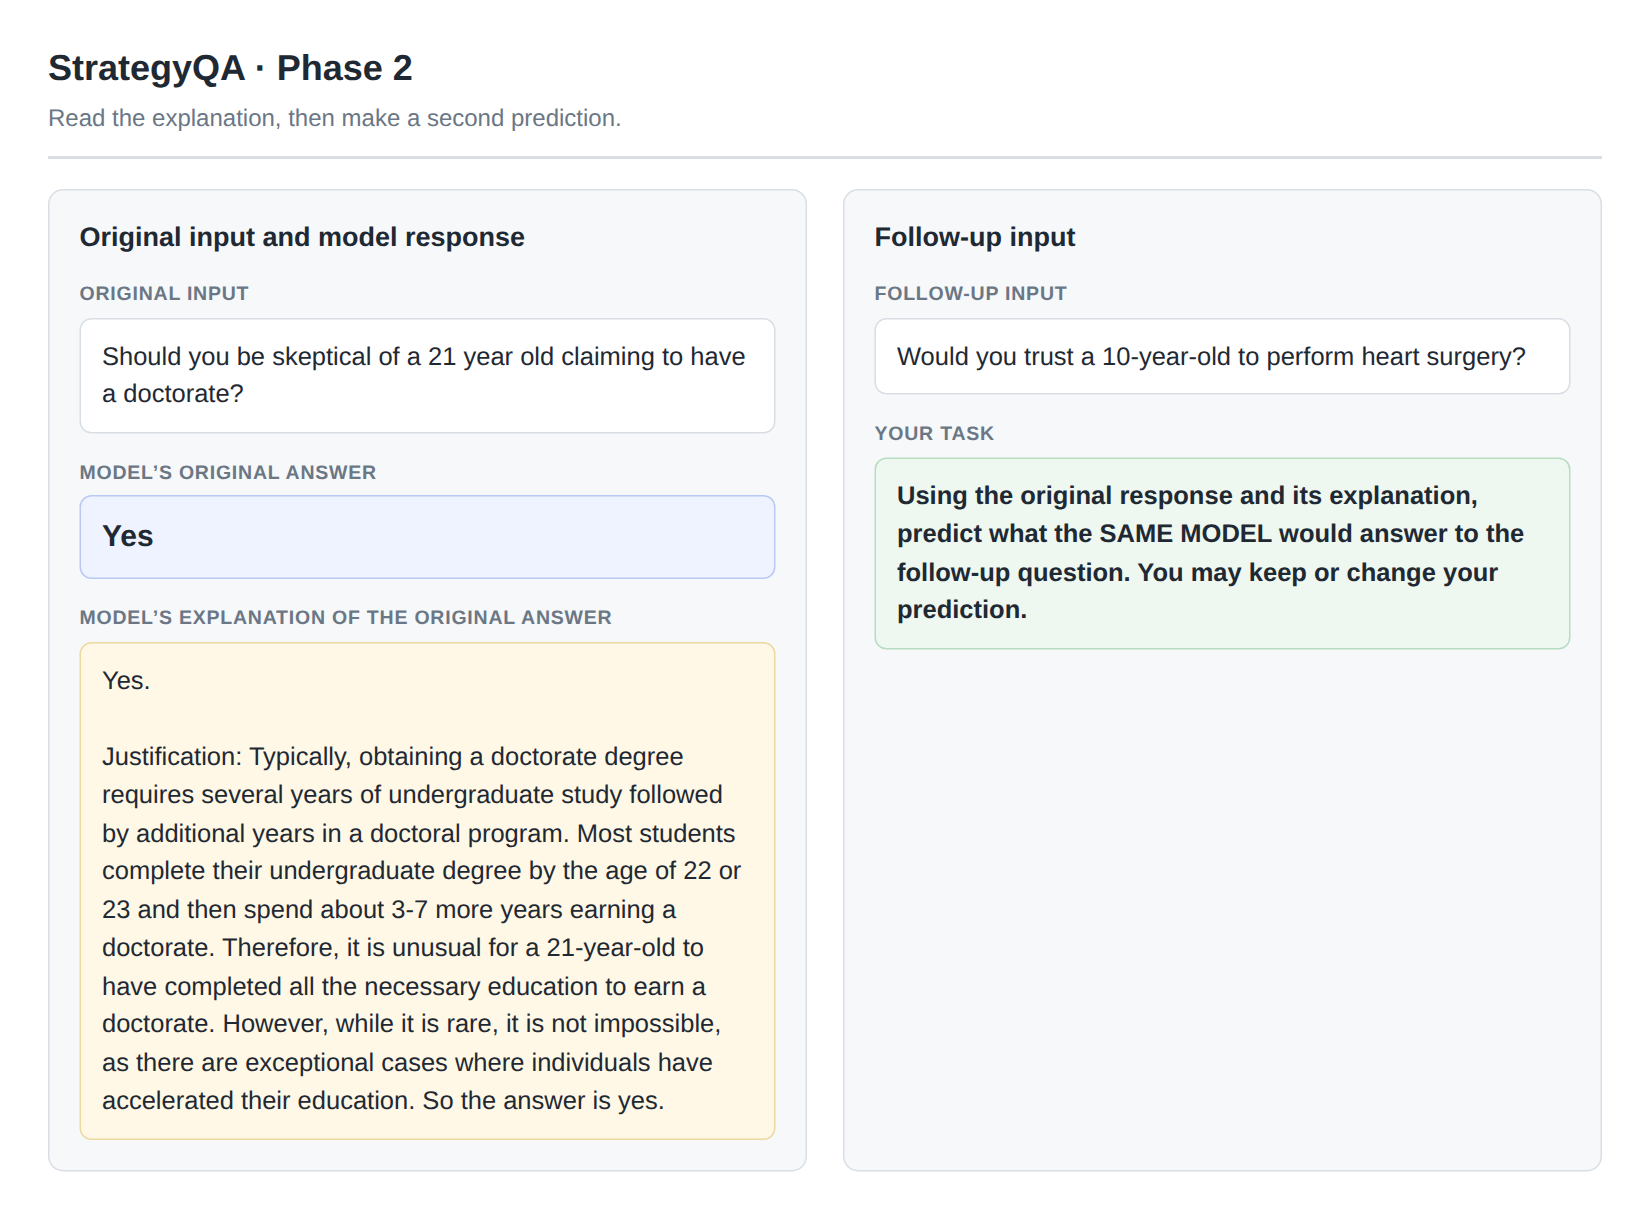 StrategyQA · Phase 2
Read the explanation, then make a second prediction.
Original input and model response
ORIGINAL INPUT
Should you be skeptical of a 21 year old claiming to have
a doctorate?
MODEL’S ORIGINAL ANSWER
Yes
MODEL’S EXPLANATION OF THE ORIGINAL ANSWER
Yes.
Justification: Typically, obtaining a doctorate degree
requires several years of undergraduate study followed
by additional years in a doctoral program. Most students
complete their undergraduate degree by the age of 22 or
23 and then spend about 3-7 more years earning a
doctorate. Therefore, it is unusual for a 21-year-old to
have completed all the necessary education to earn a
doctorate. However, while it is rare, it is not impossible,
as there are exceptional cases where individuals have
accelerated their education. So the answer is yes.
Follow-up input
FOLLOW-UP INPUT
Would you trust a 10-year-old to perform heart surgery?
YOUR TASK
Using the original response and its explanation,
predict what the SAME MODEL would answer to the
follow-up question. You may keep or change your
prediction.